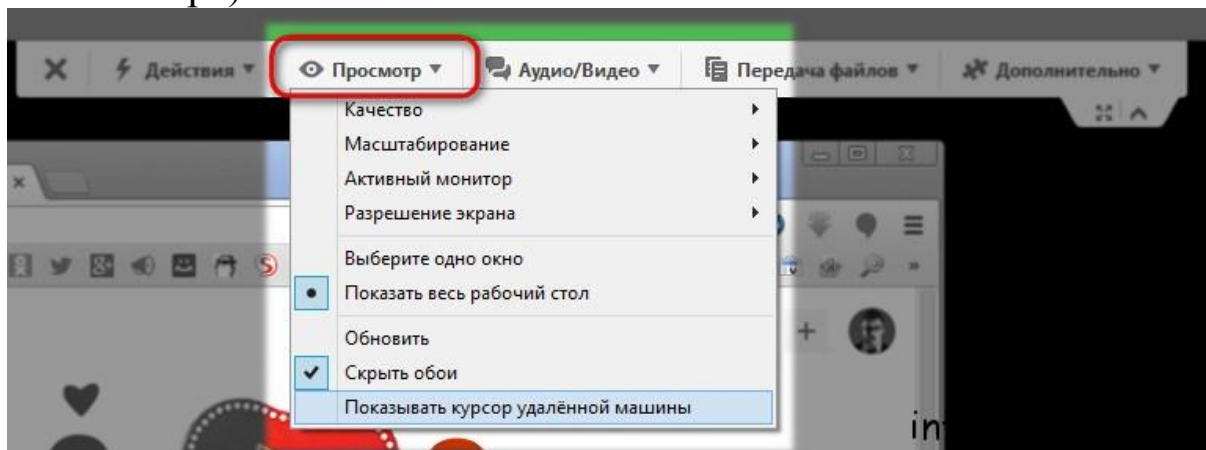 Действия
Просмотр
Аудио/Видео
Передача файлов
Дополнительно
Качество
Масштабирование
Активный монитор
Разрешение экрана
Выберите одно окно
Показать весь рабочий стол
Обновить
Скрыть обои
Показывать курсор удалённой машины
in